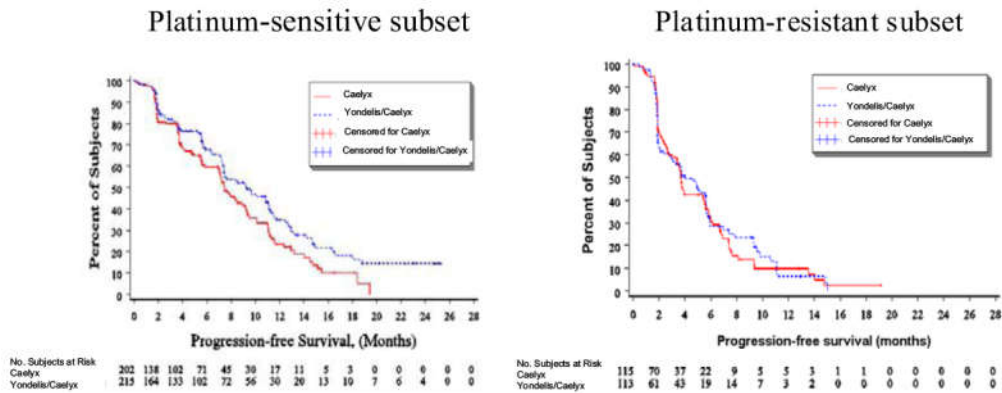 Platinum-sensitive subset
Percent of Subjects
100
90
80
70
60
50
40
30
20
10
0
Caelyx
Yondelis/Caelyx
Censored for Caelyx
Censored for Yondelis/Caelyx
0 2 4 6 8 10 12 14 16 18 20 22 24 26 28
Progression-free Survival, (Months)
No. Subjects at Risk
Caelyx 202 138 102 71 45 30 17 11 5 3 0 0 0 0 0
Yondelis/Caelyx 215 164 133 102 72 56 30 20 13 10 7 6 4 0 0
Platinum-resistant subset
Percent of Subjects
100
90
80
70
60
50
40
30
20
10
0
Caelyx
Yondelis/Caelyx
Censored for Caelyx
Censored for Yondelis/Caelyx
0 2 4 6 8 10 12 14 16 18 20 22 24 26 28
Progression-free survival (months)
No. Subjects at Risk
Caelyx 115 70 37 22 9 5 5 3 1 1 0 0 0 0 0
Yondelis/Caelyx 113 61 43 19 14 7 3 2 0 0 0 0 0 0 0